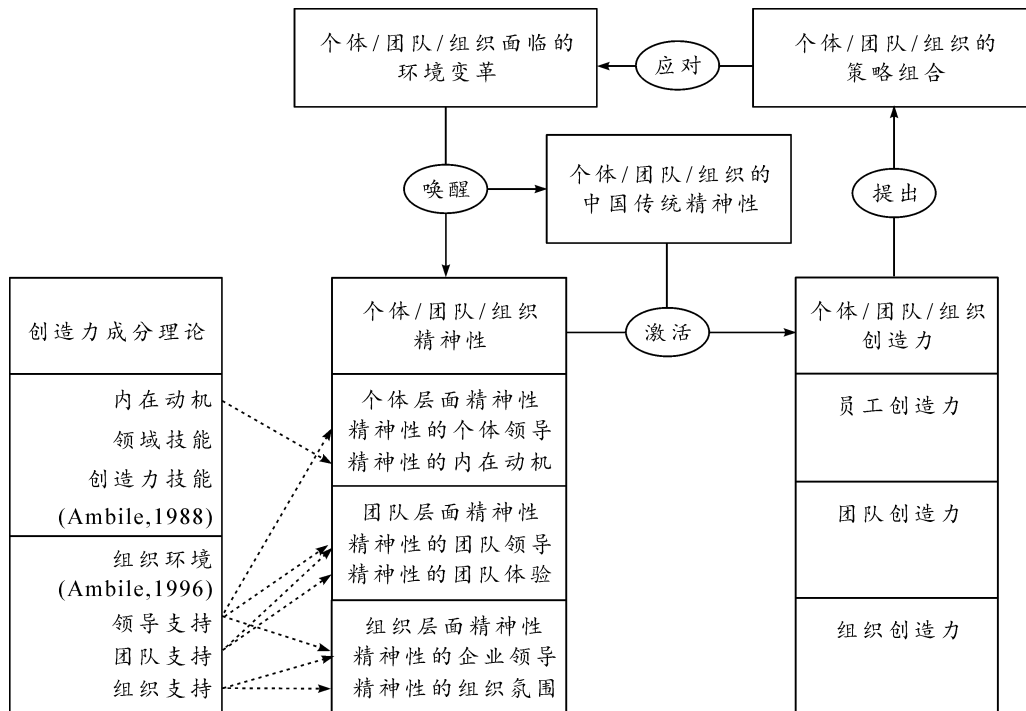 个体/团队/组织面临的
环境变革
应对
个体/团队/组织的
策略组合
唤醒
个体/团队/组织的
中国传统精神性
提出
创造力成分理论
内在动机
领域技能
创造力技能
(Ambile,1988)
组织环境
(Ambile,1996)
领导支持
团队支持
组织支持
个体/团队/组织
精神性
个体层面精神性
精神性的个体领导
精神性的内在动机
团队层面精神性
精神性的团队领导
精神性的团队体验
组织层面精神性
精神性的企业领导
精神性的组织氛围
激活
个体/团队/组织
创造力
员工创造力
团队创造力
组织创造力